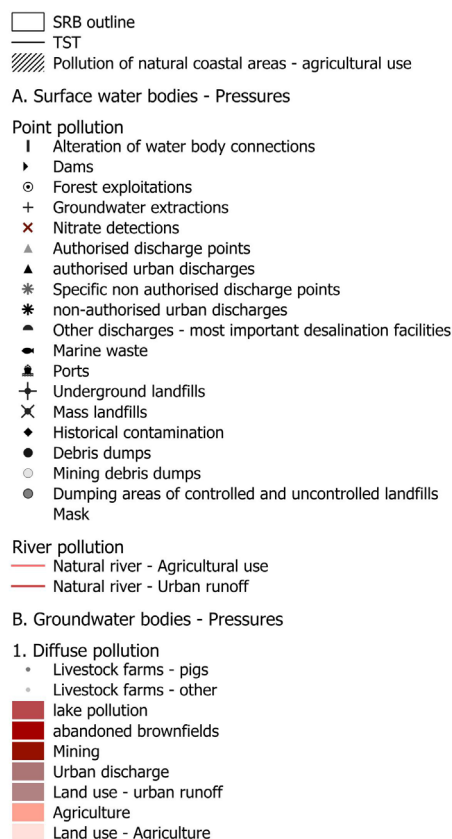 SRB outline
TST
Pollution of natural coastal areas - agricultural use
A. Surface water bodies - Pressures
Point pollution
Alteration of water body connections
Dams
Forest exploitations
Groundwater extractions
Nitrate detections
Authorised discharge points
authorised urban discharges
Specific non authorised discharge points
non-authorised urban discharges
Other discharges - most important desalination facilities
Marine waste
Ports
Underground landfills
Mass landfills
Historical contamination
Debris dumps
Mining debris dumps
Dumping areas of controlled and uncontrolled landfills
Mask
River pollution
Natural river - Agricultural use
Natural river - Urban runoff
B. Groundwater bodies - Pressures
1. Diffuse pollution
Livestock farms - pigs
Livestock farms - other
lake pollution
abandoned brownfields
Mining
Urban discharge
Land use - urban runoff
Agriculture
Land use - Agriculture